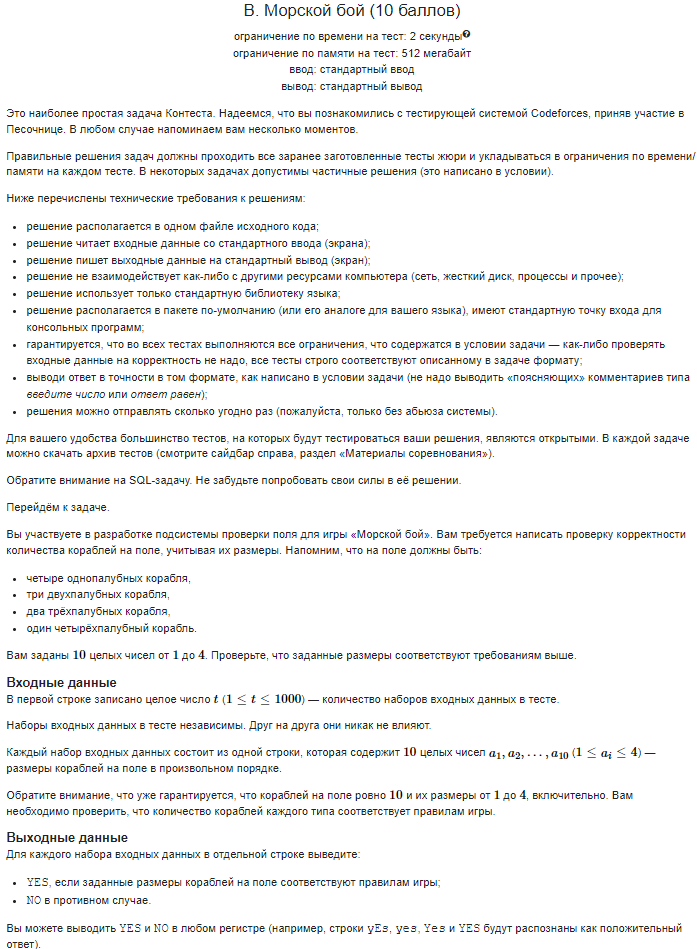 В. Морской бой (10 баллов)
ограничение по времени на тест: 2 секунды?
ограничение по памяти на тест: 512 мегабайт
ввод: стандартный ввод
вывод: стандартный вывод
Это наиболее простая задача Контеста. Надеемся, что вы познакомились с тестирующей системой Codeforces, приняв участие в
Песочнице. В любом случае напоминаем вам несколько моментов.
Правильные решения задач должны проходить все заранее заготовленные тесты жюри и укладываться в ограничения по времени/
памяти на каждом тесте. В некоторых задачах допустимы частичные решения (это написано в условии).
Ниже перечислены технические требования к решениям:
• решение располагается в одном файле исходного кода;
• решение читает входные данные со стандартного ввода (экрана);
• решение пишет выходные данные на стандартный вывод (экран);
• решение не взаимодействует как-либо с другими ресурсами компьютера (сеть, жесткий диск, процессы и прочее);
• решение использует только стандартную библиотеку языка;
• решение располагается в пакете по-умолчанию (или его аналоге для вашего языка), имеют стандартную точку входа для
консольных программ;
• гарантируется, что во всех тестах выполняются все ограничения, что содержатся в условии задачи — как-либо проверять
входные данные на корректность не надо, все тесты строго соответствуют описанному в задаче формату;
• выводи ответ в точности в том формате, как написано в условии задачи (не надо выводить «поясняющих» комментариев типа
введите число или ответ равен);
• решения можно отправлять сколько угодно раз (пожалуйста, только без абьюза системы).
Для вашего удобства большинство тестов, на которых будут тестироваться ваши решения, являются открытыми. В каждой задаче
можно скачать архив тестов (смотрите сайдбар справа, раздел «Материалы соревнования»).
Обратите внимание на SQL-задачу. Не забудьте попробовать свои силы в её решении.
Перейдём к задаче.
Вы участвуете в разработке подсистемы проверки поля для игры «Морской бой». Вам требуется написать проверку корректности
количества кораблей на поле, учитывая их размеры. Напомним, что на поле должны быть:
• четыре однопалубных корабля,
• три двухпалубных корабля,
• два трёхпалубных корабля,
• один четырёхпалубный корабль.
Вам заданы 10 целых чисел от 1 до 4. Проверьте, что заданные размеры соответствуют требованиям выше.
Входные данные
В первой строке записано целое число t (1 ≤ t ≤ 1000) — количество наборов входных данных в тесте.
Наборы входных данных в тесте независимы. Друг на друга они никак не влияют.
Каждый набор входных данных состоит из одной строки, которая содержит 10 целых чисел a₁, a₂, . . . , a₁₀ (1 ≤ aᵢ ≤ 4) —
размеры кораблей на поле в произвольном порядке.
Обратите внимание, что уже гарантируется, что кораблей на поле ровно 10 и их размеры от 1 до 4, включительно. Вам
необходимо проверить, что количество кораблей каждого типа соответствует правилам игры.
Выходные данные
Для каждого набора входных данных в отдельной строке выведите:
• YES, если заданные размеры кораблей на поле соответствуют правилам игры;
• NO в противном случае.
Вы можете выводить YES и NO в любом регистре (например, строки yEs, yes, Yes и YES будут распознаны как положительный
ответ).